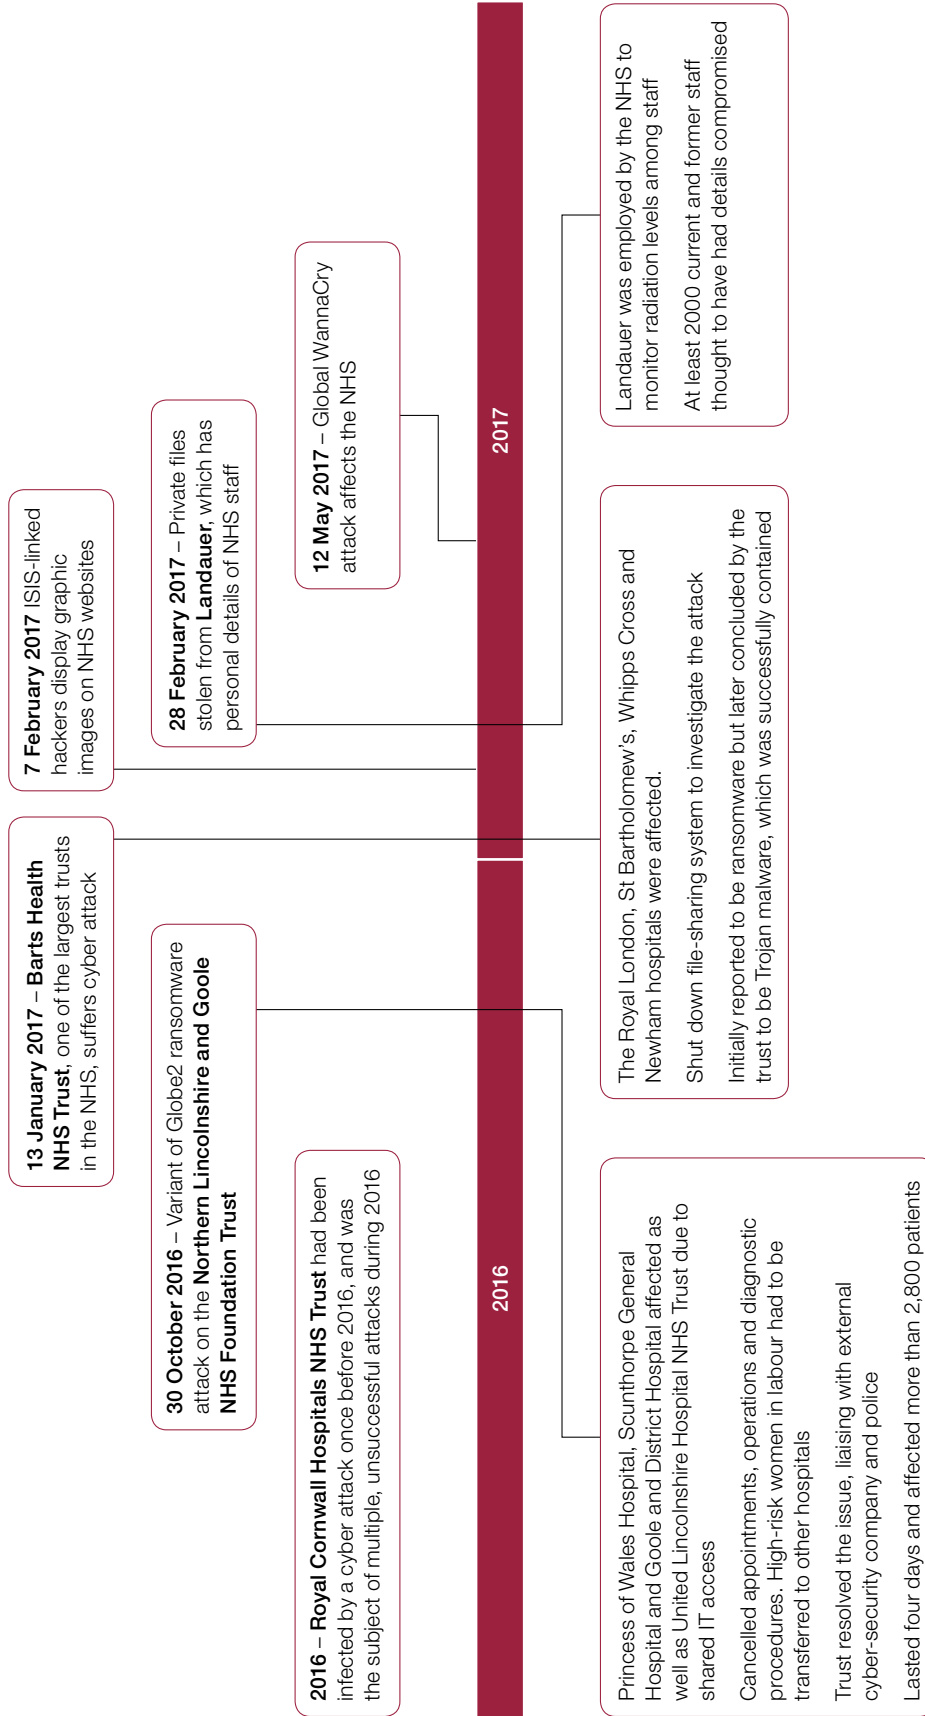 13 January 2017 – Barts Health
NHS Trust, one of the largest trusts
in the NHS, suffers cyber attack
7 February 2017 ISIS-linked
hackers display graphic
images on NHS websites
30 October 2016 – Variant of Globe2 ransomware
attack on the Northern Lincolnshire and Goole
NHS Foundation Trust
28 February 2017 – Private files
stolen from Landauer, which has
personal details of NHS staff
2016 – Royal Cornwall Hospitals NHS Trust had been
infected by a cyber attack once before 2016, and was
the subject of multiple, unsuccessful attacks during 2016
12 May 2017 – Global WannaCry
attack affects the NHS
2016
2017
Princess of Wales Hospital, Scunthorpe General
Hospital and Goole and District Hospital affected as
well as United Lincolnshire Hospital NHS Trust due to
shared IT access
Cancelled appointments, operations and diagnostic
procedures. High-risk women in labour had to be
transferred to other hospitals
Trust resolved the issue, liaising with external
cyber-security company and police
Lasted four days and affected more than 2,800 patients
The Royal London, St Bartholomew's, Whipps Cross and
Newham hospitals were affected.
Shut down file-sharing system to investigate the attack
Initially reported to be ransomware but later concluded by the
trust to be Trojan malware, which was successfully contained
Landauer was employed by the NHS to
monitor radiation levels among staff
At least 2000 current and former staff
thought to have had details compromised